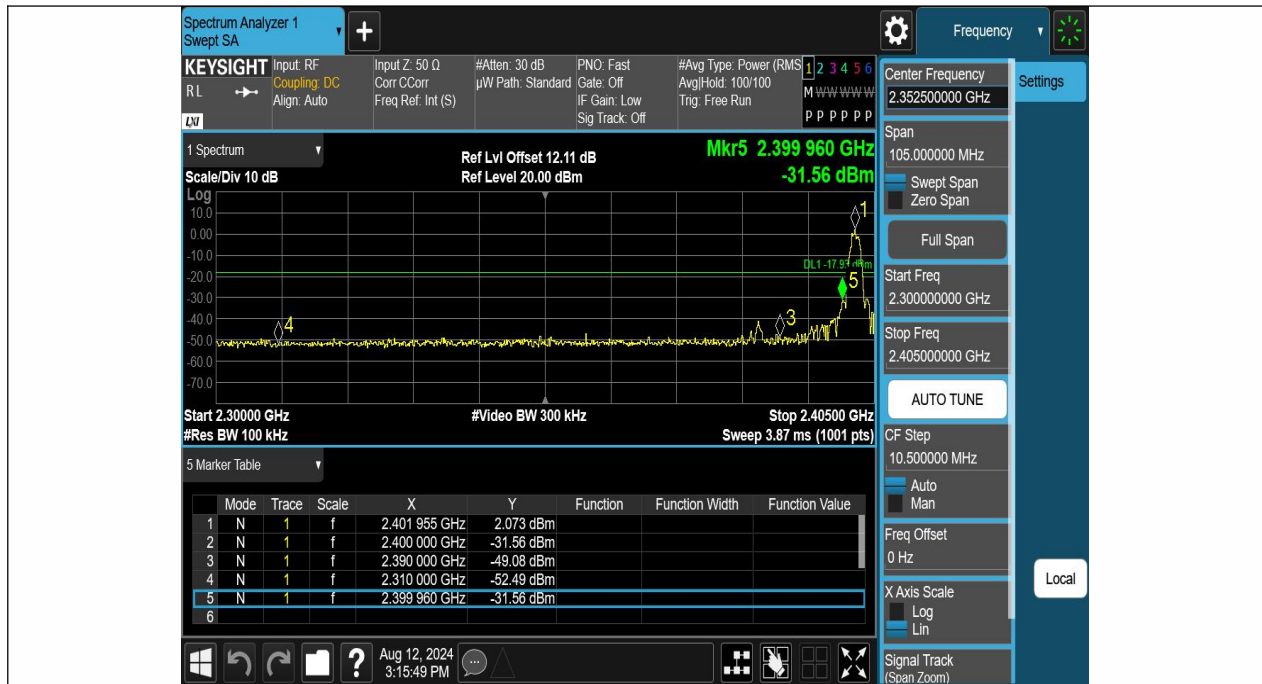 Spectrum Analyzer 1
Swept SA
Frequency
KEYSIGHT
R L
LXI
Input: RF
Coupling: DC
Align: Auto
Input Z: 50 Ω
Corr CCorr
Freq Ref: Int (S)
#Atten: 30 dB
µW Path: Standard
PNO: Fast
Gate: Off
IF Gain: Low
Sig Track: Off
#Avg Type: Power (RMS
Avg|Hold: 100/100
Trig: Free Run
1 2 3 4 5 6
M W W W W W
P P P P P P
1 Spectrum
Scale/Div 10 dB
Ref Lvl Offset 12.11 dB
Ref Level 20.00 dBm
Mkr5 2.399 960 GHz
-31.56 dBm
Log
10.0
0.00
-10.0
-20.0
-30.0
-40.0
-50.0
-60.0
-70.0
1
DL1 -17.93 dBm
5
4
3
Start 2.30000 GHz
#Video BW 300 kHz
Stop 2.40500 GHz
#Res BW 100 kHz
Sweep 3.87 ms (1001 pts)
5 Marker Table
Mode Trace Scale X Y Function Function Width Function Value
1 N 1 f 2.401 955 GHz 2.073 dBm
2 N 1 f 2.400 000 GHz -31.56 dBm
3 N 1 f 2.390 000 GHz -49.08 dBm
4 N 1 f 2.310 000 GHz -52.49 dBm
5 N 1 f 2.399 960 GHz -31.56 dBm
6
Aug 12, 2024
3:15:49 PM
Center Frequency
2.352500000 GHz
Span
105.000000 MHz
Swept Span
Zero Span
Full Span
Start Freq
2.300000000 GHz
Stop Freq
2.405000000 GHz
AUTO TUNE
CF Step
10.500000 MHz
Auto
Man
Freq Offset
0 Hz
X Axis Scale
Log
Lin
Signal Track
(Span Zoom)
Settings
Local